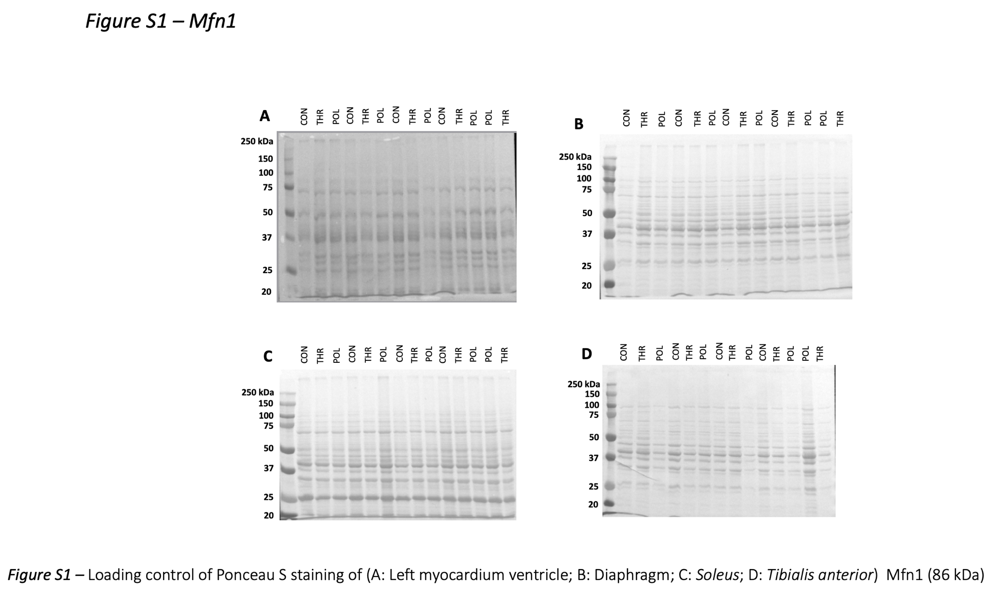 Figure S1 – Mfn1
A
CON THR POL CON THR POL CON THR POL CON THR POL POL THR
250 kDa
150
100
75
50
37
25
20
B
CON THR POL CON THR POL CON THR POL CON THR POL POL THR
250 kDa
150
100
75
50
37
25
20
C
CON THR POL CON THR POL CON THR POL CON THR POL POL THR
250 kDa
150
100
75
50
37
25
20
D
CON THR POL CON THR POL CON THR POL CON THR POL POL THR
250 kDa
150
100
75
50
37
25
20
Figure S1 – Loading control of Ponceau S staining of (A: Left myocardium ventricle; B: Diaphragm; C: Soleus; D: Tibialis anterior) Mfn1 (86 kDa)